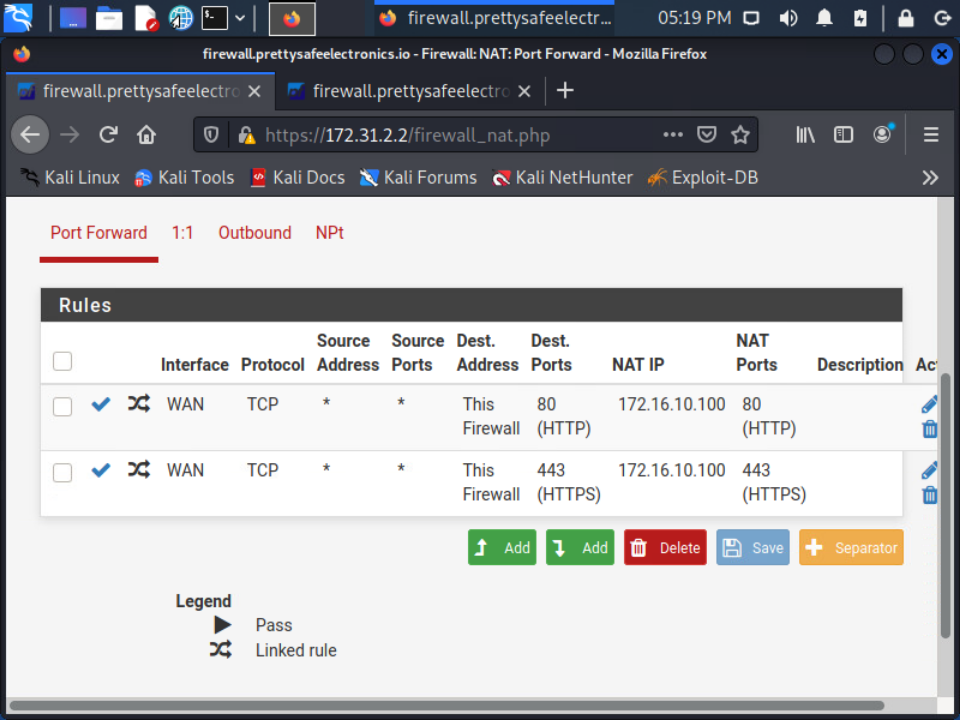 firewall.prettysafeelectr... 05:19 PM
firewall.prettysafeelectronics.io - Firewall: NAT: Port Forward - Mozilla Firefox
firewall.prettysafeelectro firewall.prettysafeelectro
https://172.31.2.2/firewall_nat.php
Kali Linux Kali Tools Kali Docs Kali Forums Kali NetHunter Exploit-DB
Port Forward 1:1 Outbound NPt
Rules
Source Source Dest. Dest. NAT
Interface Protocol Address Ports Address Ports NAT IP Ports Description Act
WAN TCP * * This 80 172.16.10.100 80
Firewall (HTTP) (HTTP)
WAN TCP * * This 443 172.16.10.100 443
Firewall (HTTPS) (HTTPS)
Add Add Delete Save Separator
Legend
Pass
Linked rule